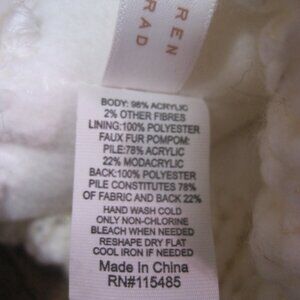 REN
RAD
BODY: 98% ACRYLIC
2% OTHER FIBRES
LINING:100% POLYESTER
FAUX FUR POMPOM:
PILE:78% ACRYLIC
22% MODACRYLIC
BACK:100% POLYESTER
PILE CONSTITUTES 78%
OF FABRIC AND BACK 22%
HAND WASH COLD
ONLY NON-CHLORINE
BLEACH WHEN NEEDED
RESHAPE DRY FLAT
COOL IRON IF NEEDED
Made In China
RN#115485